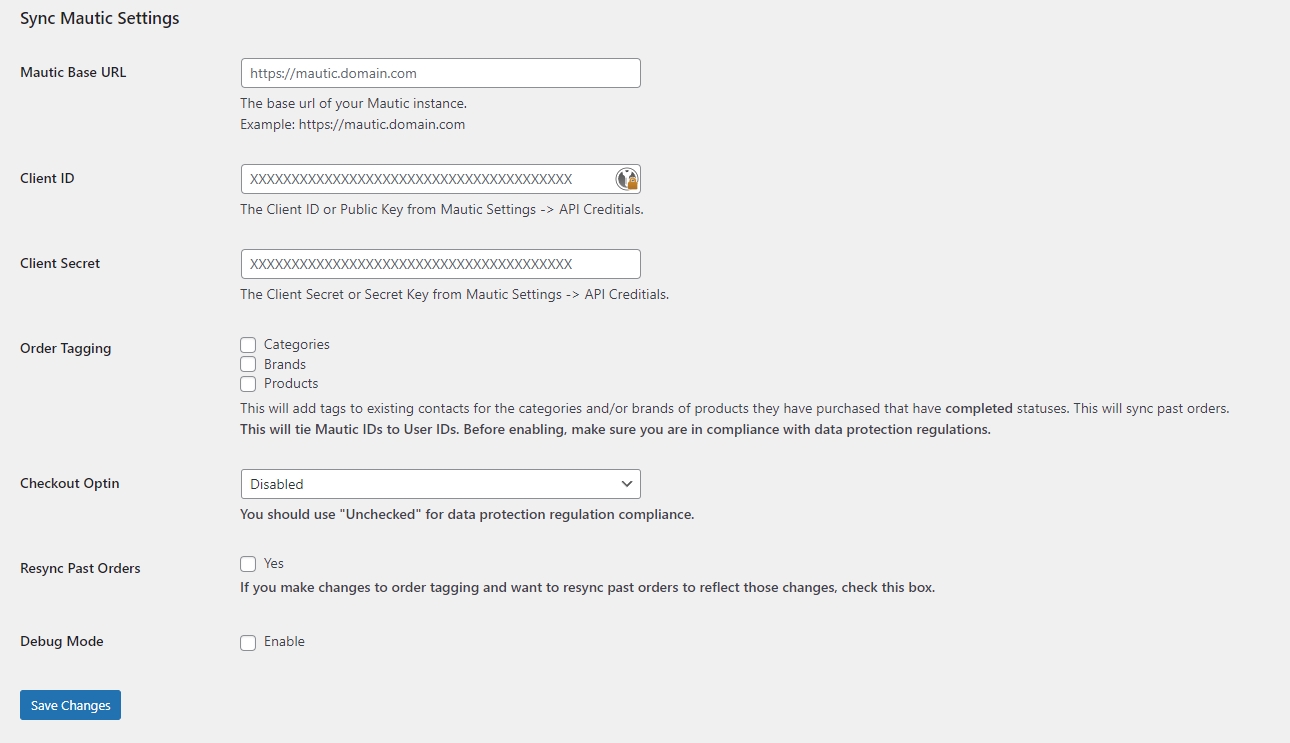 Sync Mautic Settings
Mautic Base URL
https://mautic.domain.com
The base url of your Mautic instance.
Example: https://mautic.domain.com
Client ID
XXXXXXXXXXXXXXXXXXXXXXXXXXXXXXXXXXXXXXX
The Client ID or Public Key from Mautic Settings -> API Creditials.
Client Secret
XXXXXXXXXXXXXXXXXXXXXXXXXXXXXXXXXXXXXXX
The Client Secret or Secret Key from Mautic Settings -> API Creditials.
Order Tagging
Categories
Brands
Products
This will add tags to existing contacts for the categories and/or brands of products they have purchased that have completed statuses. This will sync past orders.
This will tie Mautic IDs to User IDs. Before enabling, make sure you are in compliance with data protection regulations.
Checkout Optin
Disabled
You should use "Unchecked" for data protection regulation compliance.
Resync Past Orders
Yes
If you make changes to order tagging and want to resync past orders to reflect those changes, check this box.
Debug Mode
Enable
Save Changes